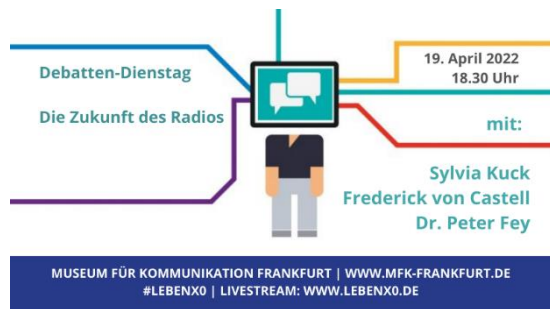 Debatten-Dienstag
Die Zukunft des Radios
19. April 2022
18.30 Uhr
mit:
Sylvia Kuck
Frederick von Castell
Dr. Peter Fey
MUSEUM FÜR KOMMUNIKATION FRANKFURT | WWW.MFK-FRANKFURT.DE
#LEBENX0 | LIVESTREAM: WWW.LEBENX0.DE